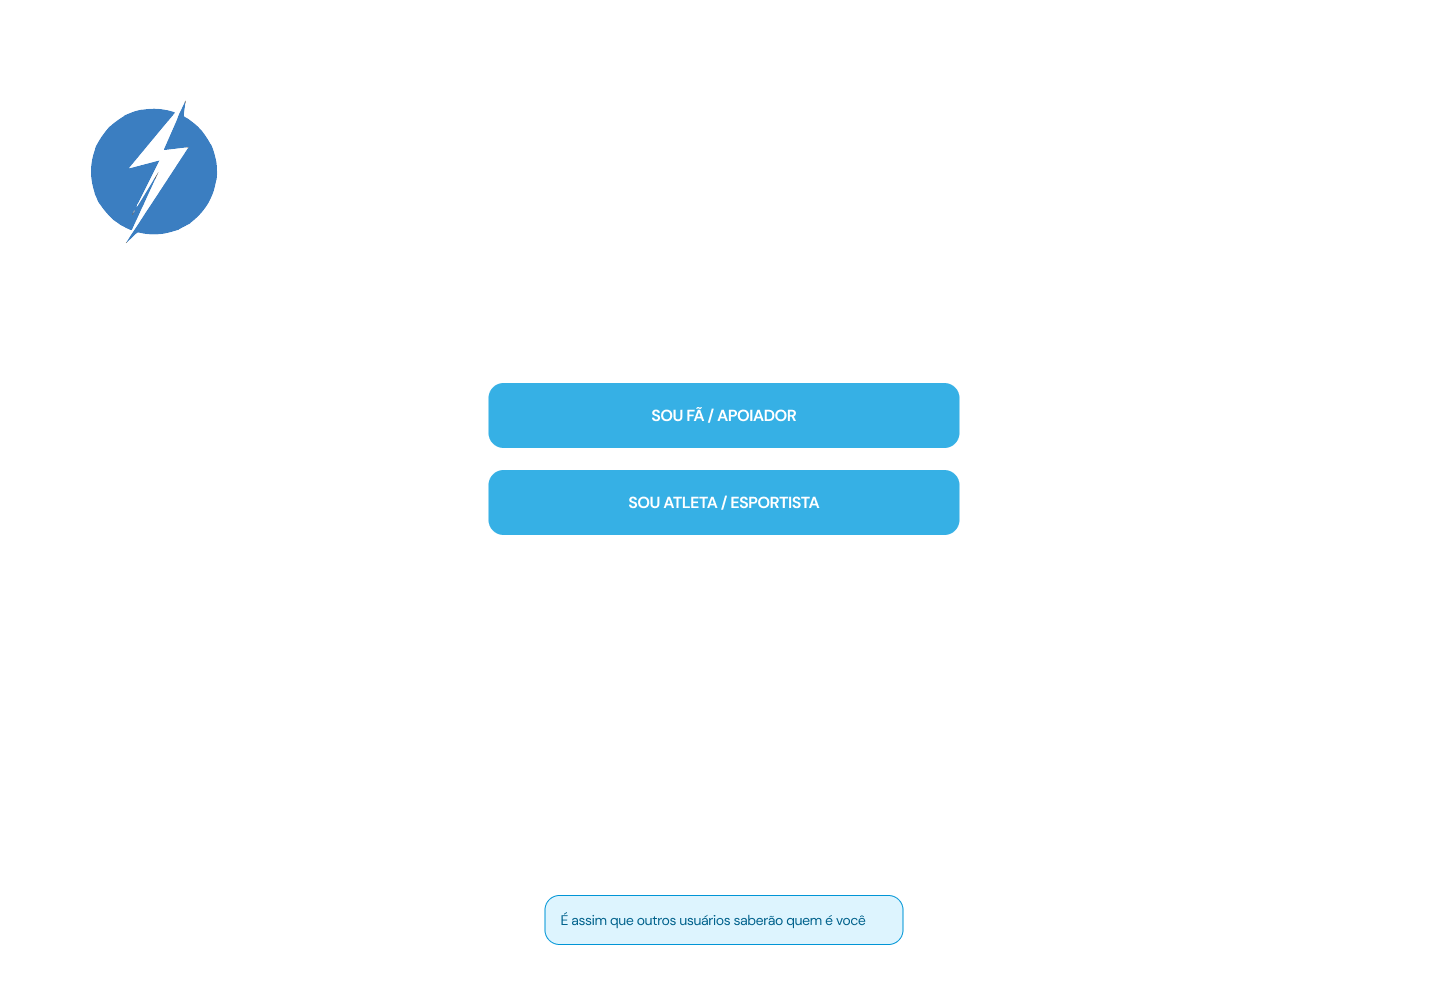 SOU FÃ / APOIADOR
SOU ATLETA / ESPORTISTA
É assim que outros usuários saberão quem é você